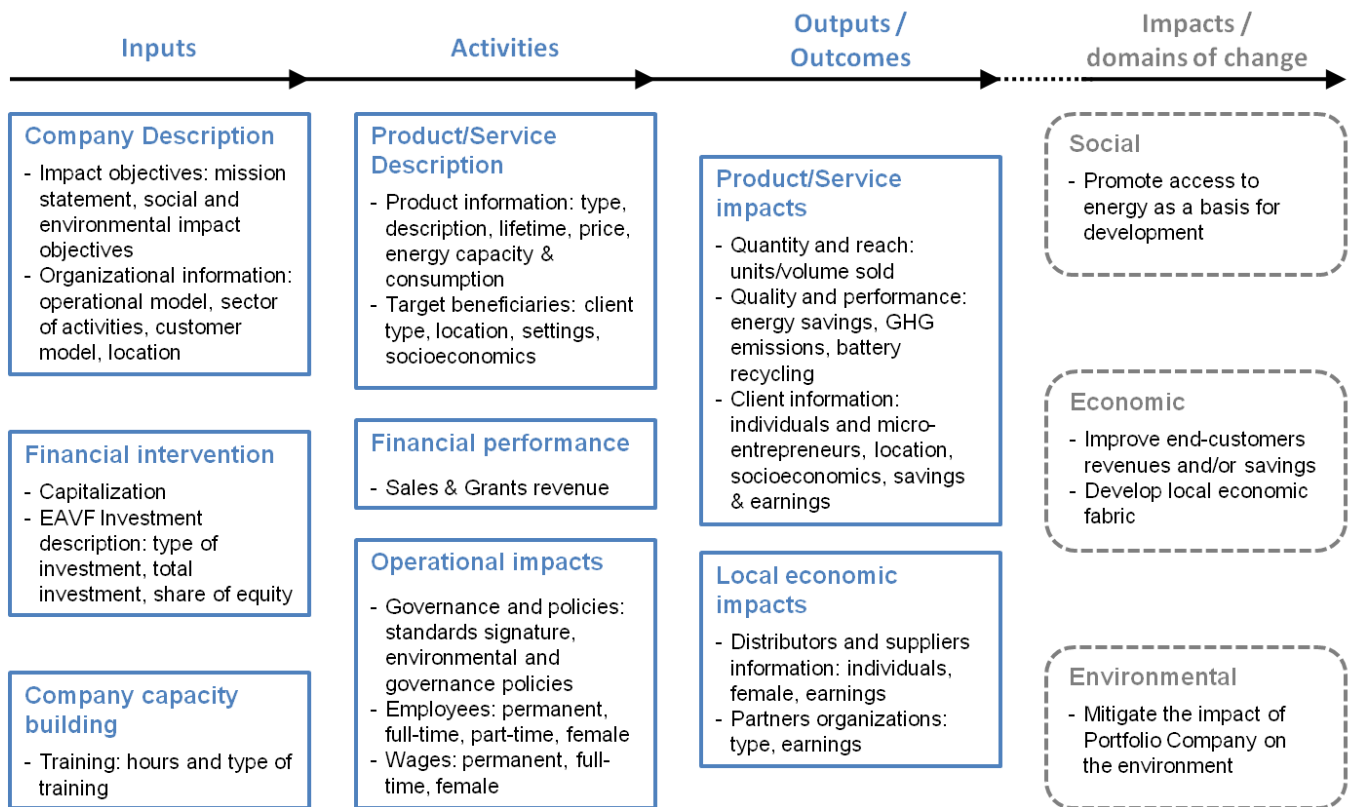 Inputs
Activities
Outputs /
Outcomes
Impacts /
domains of change
Company Description
- Impact objectives: mission
statement, social and
environmental impact
objectives
- Organizational information:
operational model, sector
of activities, customer
model, location
Financial intervention
- Capitalization
- EAVF Investment
description: type of
investment, total
investment, share of equity
Company capacity
building
- Training: hours and type of
training
Product/Service
Description
- Product information: type,
description, lifetime, price,
energy capacity &
consumption
- Target beneficiaries: client
type, location, settings,
socioeconomics
Financial performance
- Sales & Grants revenue
Operational impacts
- Governance and policies:
standards signature,
environmental and
governance policies
- Employees: permanent,
full-time, part-time, female
- Wages: permanent, full-
time, female
Product/Service
impacts
- Quantity and reach:
units/volume sold
- Quality and performance:
energy savings, GHG
emissions, battery
recycling
- Client information:
individuals and micro-
entrepreneurs, location,
socioeconomics, savings
& earnings
Local economic
impacts
- Distributors and suppliers
information: individuals,
female, earnings
- Partners organizations:
type, earnings
Social
- Promote access to
energy as a basis for
development
Economic
- Improve end-customers
revenues and/or savings
- Develop local economic
fabric
Environmental
- Mitigate the impact of
Portfolio Company on
the environment